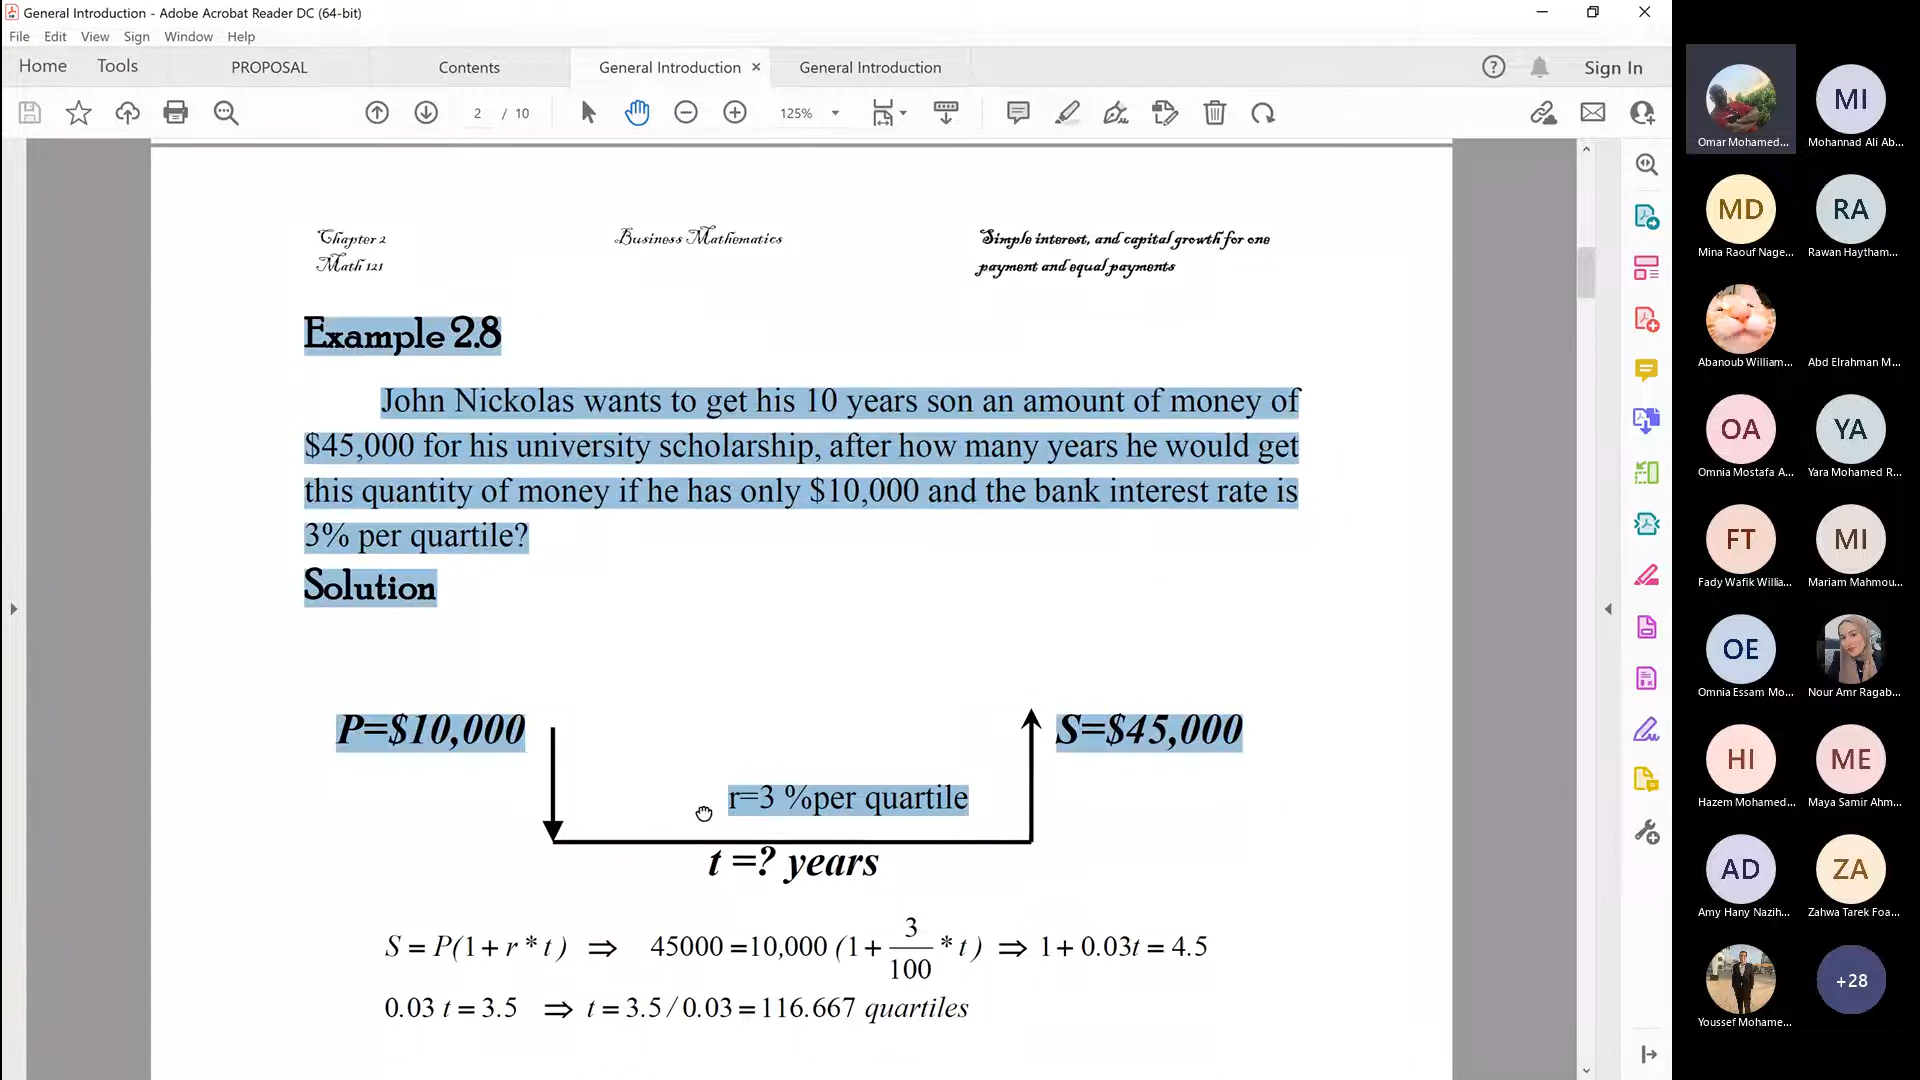 General Introduction - Adobe Acrobat Reader DC (64-bit)
File Edit View Sign Window Help
Home Tools PROPOSAL Contents General Introduction × General Introduction Sign In
2 / 10 125%
Chapter 2 Business Mathematics Simple interest, and capital growth for one
Math 121 payment and equal payments
Example 2.8
John Nickolas wants to get his 10 years son an amount of money of
$45,000 for his university scholarship, after how many years he would get
this quantity of money if he has only $10,000 and the bank interest rate is
3% per quartile?
Solution
P=$10,000 S=$45,000
r=3 %per quartile
t =? years
S = P(1 + r * t) ⇒ 45000 =10,000 (1 + 3/100 * t) ⇒ 1 + 0.03t = 4.5
0.03 t = 3.5 ⇒ t = 3.5 / 0.03 = 116.667 quartiles
MI
Omar Mohamed... Mohannad Ali Ab...
MD RA
Mina Raouf Nage... Rawan Haytham...
Abanoub William... Abd Elrahman M...
OA YA
Omnia Mostafa A... Yara Mohamed R...
FT MI
Fady Wafik Willia... Mariam Mahmou...
OE
Omnia Essam Mo... Nour Amr Ragab...
HI ME
Hazem Mohamed... Maya Samir Ahm...
AD ZA
Amy Hany Nazih... Zahwa Tarek Foa...
+28
Youssef Mohame...